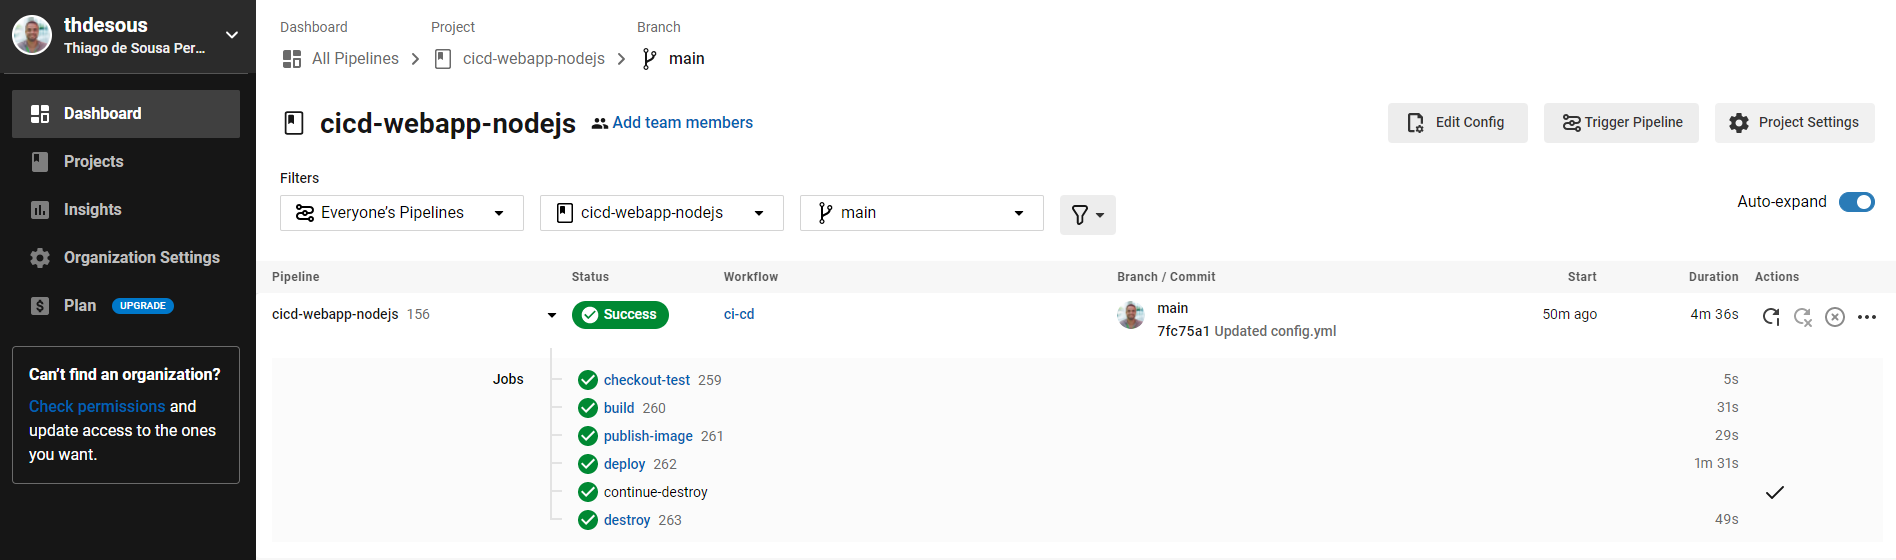 thdesous
Thiago de Sousa Per...
Dashboard
Projects
Insights
Organization Settings
Plan UPGRADE
Can't find an organization?
Check permissions and
update access to the ones
you want.
Dashboard Project Branch
All Pipelines cicd-webapp-nodejs main
cicd-webapp-nodejs Add team members
Edit Config Trigger Pipeline Project Settings
Filters
Everyone's Pipelines cicd-webapp-nodejs main
Auto-expand
Pipeline Status Workflow Branch / Commit Start Duration Actions
cicd-webapp-nodejs 156 Success ci-cd main 50m ago 4m 36s
7fc75a1 Updated config.yml
Jobs checkout-test 259 5s
build 260 31s
publish-image 261 29s
deploy 262 1m 31s
continue-destroy
destroy 263 49s